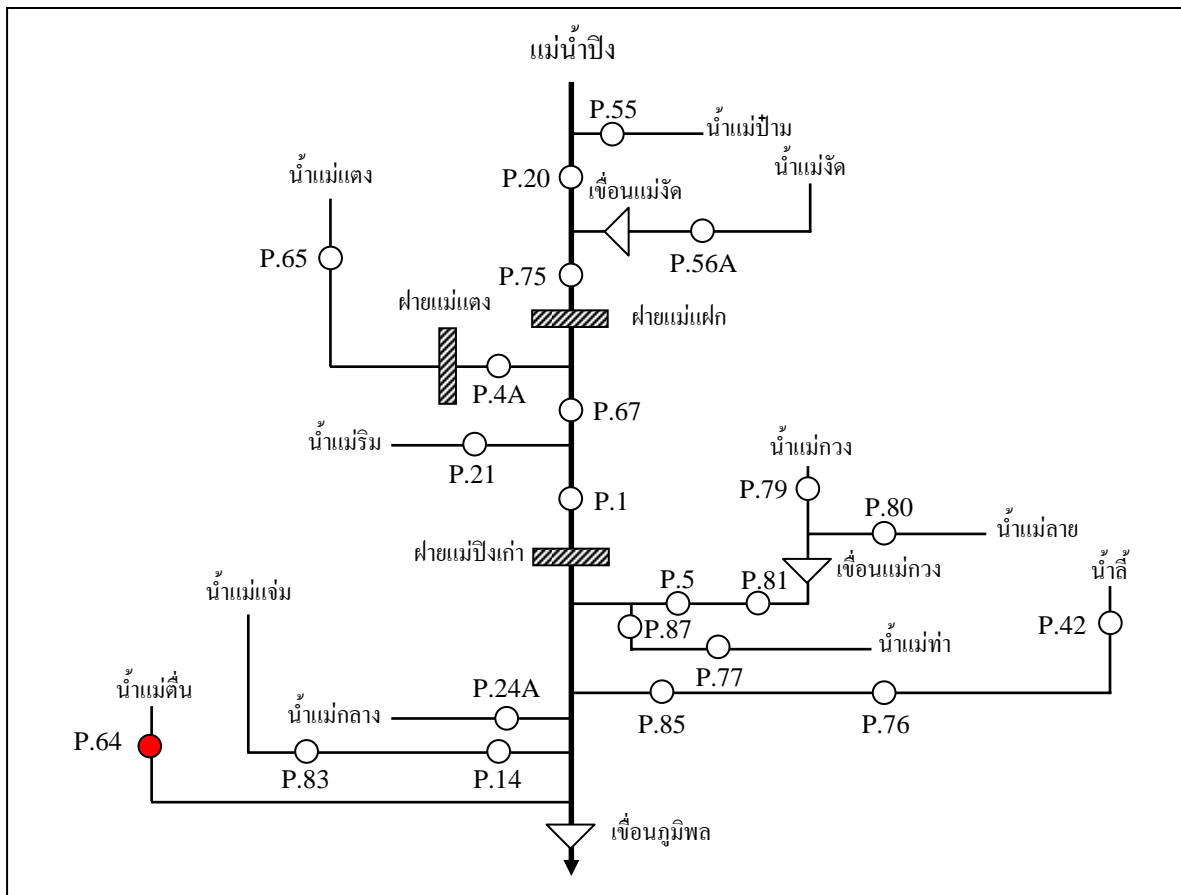 แม่น้ำปิง
P.55
น้ำแม่ป๋าม
น้ำแม่แตง
P.20
เขื่อนแม่งัด
น้ำแม่งัด
P.65
P.56A
P.75
ฝายแม่แตง
ฝายแม่แฝก
P.4A
P.67
น้ำแม่ริม
P.21
น้ำแม่กวง
P.79
P.1
P.80
น้ำแม่ลาย
ฝายแม่ปิงเก่า
เขื่อนแม่กวง
น้ำลี้
น้ำแม่แจ่ม
P.5
P.81
P.87
P.42
น้ำแม่ท่า
P.77
น้ำแม่ตื่น
P.24A
น้ำแม่กลาง
P.85
P.76
P.64
P.83
P.14
เขื่อนภูมิพล